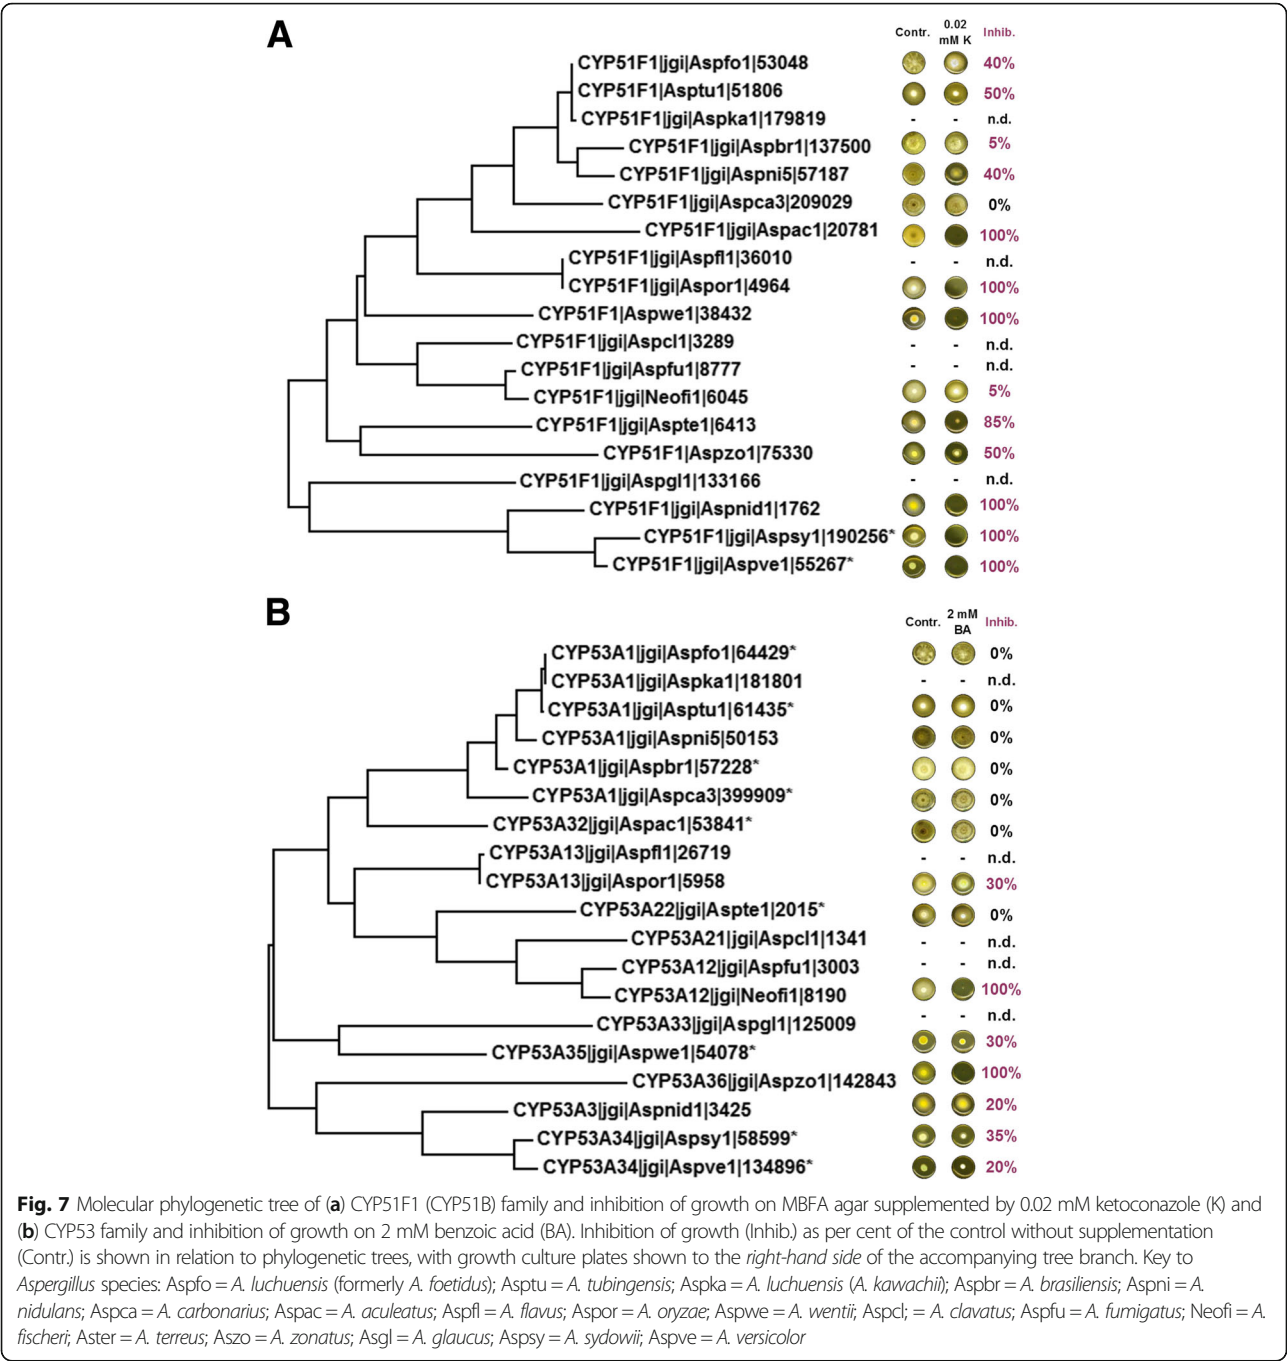 A
Contr.
0.02
mM K
Inhib.
CYP51F1|jgi|Aspfo1|53048 40%
CYP51F1|Asptu1|51806 50%
CYP51F1|jgi|Aspka1|179819 - - n.d.
CYP51F1|jgi|Aspbr1|137500 5%
CYP51F1|jgi|Aspni5|57187 40%
CYP51F1|jgi|Aspca3|209029 0%
CYP51F1|jgi|Aspac1|20781 100%
CYP51F1|jgi|Aspfl1|36010 - - n.d.
CYP51F1|jgi|Aspor1|4964 100%
CYP51F1|Aspwe1|38432 100%
CYP51F1|jgi|Aspcl1|3289 - - n.d.
CYP51F1|jgi|Aspfu1|8777 - - n.d.
CYP51F1|jgi|Neofi1|6045 5%
CYP51F1|jgi|Aspte1|6413 85%
CYP51F1|Aspzo1|75330 50%
CYP51F1|jgi|Aspgl1|133166 - - n.d.
CYP51F1|jgi|Aspnid1|1762 100%
CYP51F1|jgi|Aspsy1|190256* 100%
CYP51F1|jgi|Aspve1|55267* 100%
B
Contr.
2 mM
BA
Inhib.
CYP53A1|jgi|Aspfo1|64429* 0%
CYP53A1|jgi|Aspka1|181801 - - n.d.
CYP53A1|jgi|Asptu1|61435* 0%
CYP53A1|jgi|Aspni5|50153 0%
CYP53A1|jgi|Aspbr1|57228* 0%
CYP53A1|jgi|Aspca3|399909* 0%
CYP53A32|jgi|Aspac1|53841* 0%
CYP53A13|jgi|Aspfl1|26719 - - n.d.
CYP53A13|jgi|Aspor1|5958 30%
CYP53A22|jgi|Aspte1|2015* 0%
CYP53A21|jgi|Aspcl1|1341 - - n.d.
CYP53A12|jgi|Aspfu1|3003 - - n.d.
CYP53A12|jgi|Neofi1|8190 100%
CYP53A33|jgi|Aspgl1|125009 - - n.d.
CYP53A35|jgi|Aspwe1|54078* 30%
CYP53A36|jgi|Aspzo1|142843 100%
CYP53A3|jgi|Aspnid1|3425 20%
CYP53A34|jgi|Aspsy1|58599* 35%
CYP53A34|jgi|Aspve1|134896* 20%
Fig. 7 Molecular phylogenetic tree of (a) CYP51F1 (CYP51B) family and inhibition of growth on MBFA agar supplemented by 0.02 mM ketoconazole (K) and
(b) CYP53 family and inhibition of growth on 2 mM benzoic acid (BA). Inhibition of growth (Inhib.) as per cent of the control without supplementation
(Contr.) is shown in relation to phylogenetic trees, with growth culture plates shown to the right-hand side of the accompanying tree branch. Key to
Aspergillus species: Aspfo = A. luchuensis (formerly A. foetidus); Asptu = A. tubingensis; Aspka = A. luchuensis (A. kawachii); Aspbr = A. brasiliensis; Aspni = A.
nidulans; Aspca = A. carbonarius; Aspac = A. aculeatus; Aspfl = A. flavus; Aspor = A. oryzae; Aspwe = A. wentii; Aspcl; = A. clavatus; Aspfu = A. fumigatus; Neofi = A.
fischeri; Aster = A. terreus; Aszo = A. zonatus; Asgl = A. glaucus; Aspsy = A. sydowii; Aspve = A. versicolor